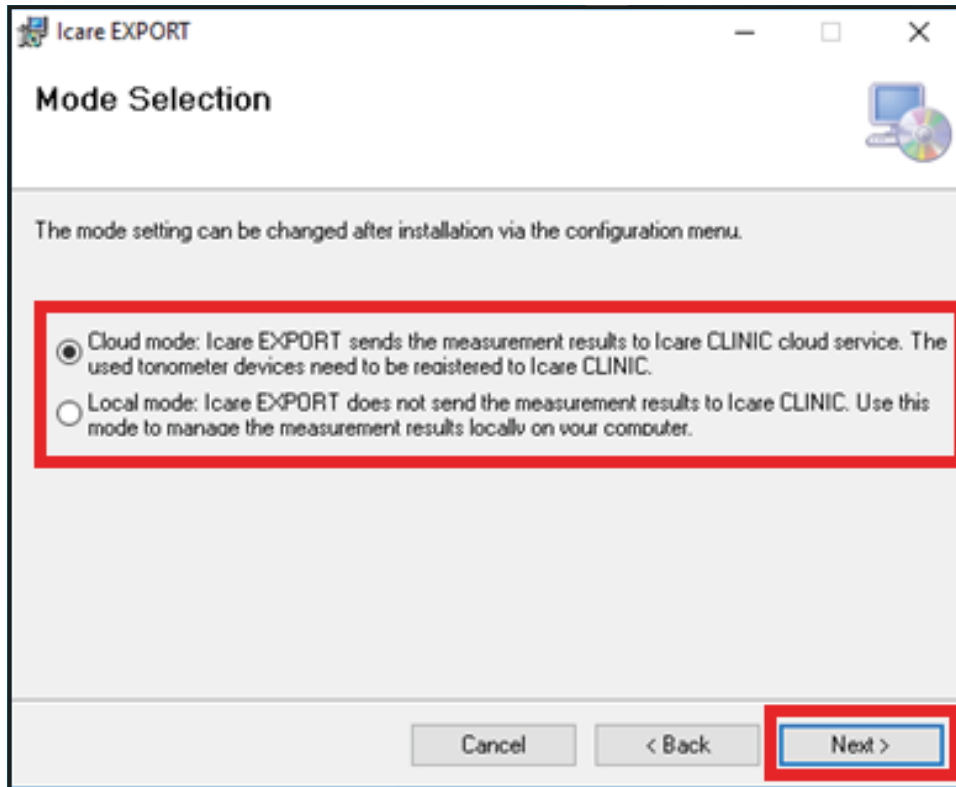 Icare EXPORT
Mode Selection
The mode setting can be changed after installation via the configuration menu.
Cloud mode: Icare EXPORT sends the measurement results to Icare CLINIC cloud service. The
used tonometer devices need to be registered to Icare CLINIC.
Local mode: Icare EXPORT does not send the measurement results to Icare CLINIC. Use this
mode to manage the measurement results locally on your computer.
Cancel
< Back
Next >